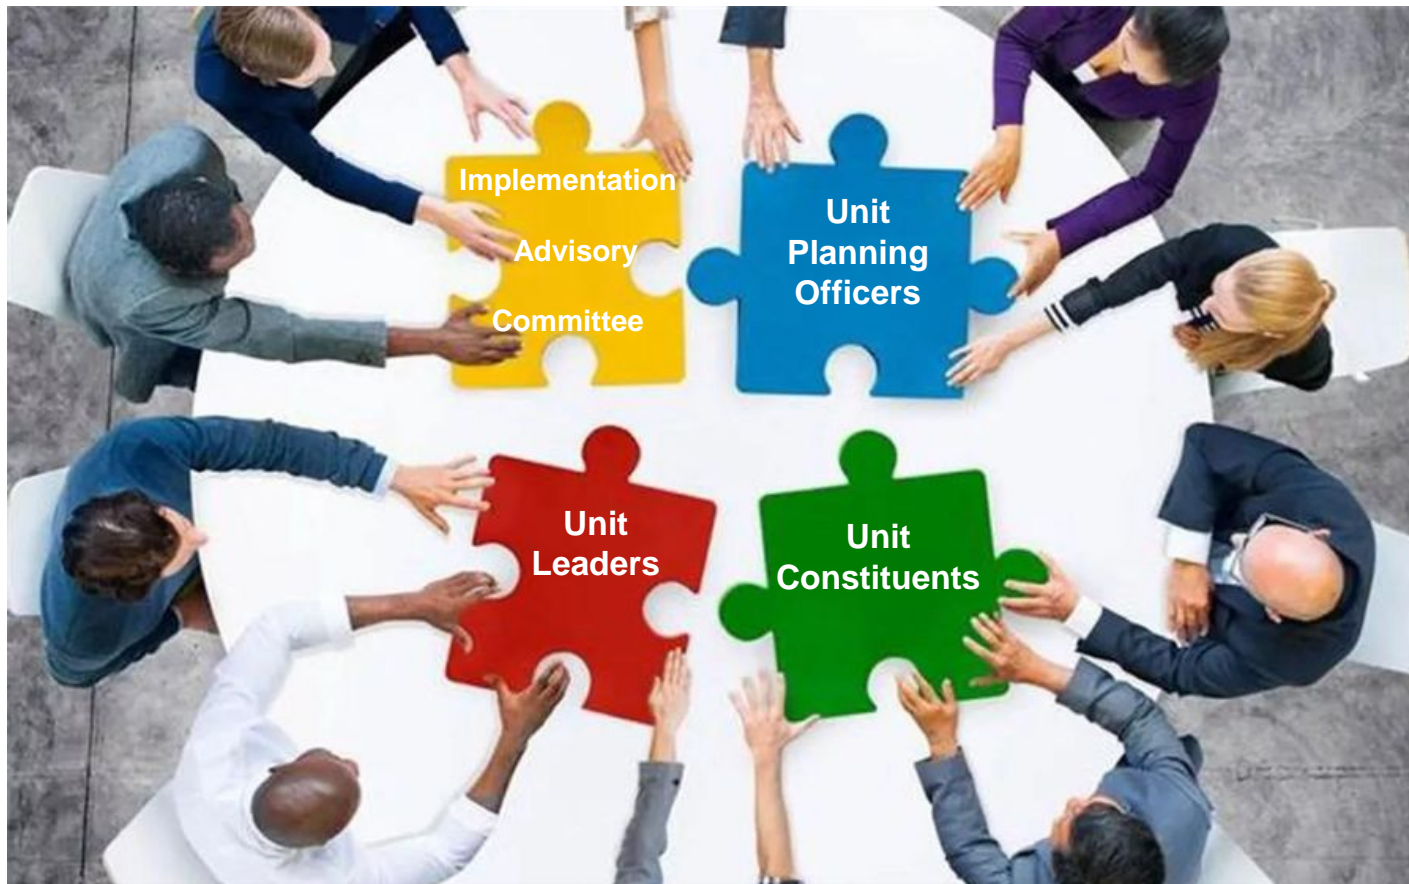 Implementation
Advisory
Committee
Unit
Planning
Officers
Unit
Leaders
Unit
Constituents